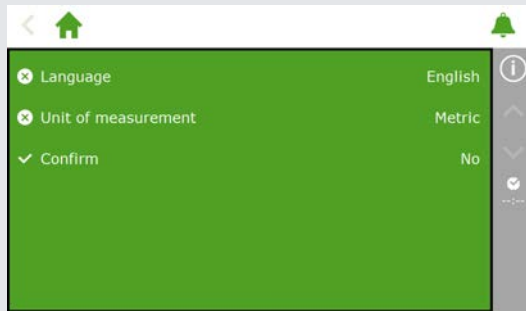 Language English
Unit of measurement Metric
Confirm No
--:--